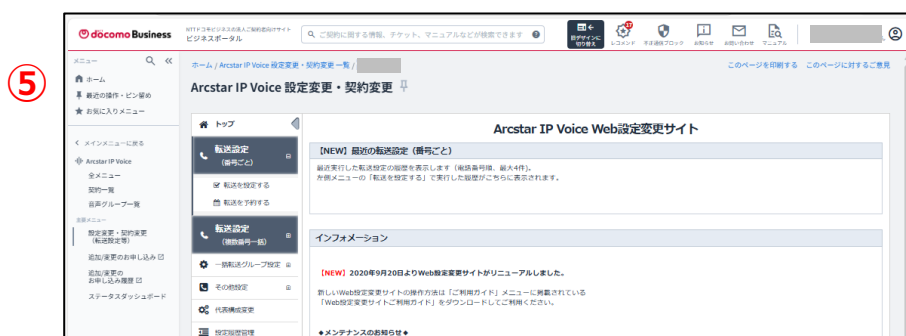 ⑤
döcomo Business
NTTドコモビジネスの法人ご契約者向けサイト
ビジネスポータル
ご契約に関する情報、チケット、マニュアルなどが検索できます
旧デザインに
切り替え
レコメンド
お知らせ
お問い合わせ
マニュアル
メニュー
ホーム
最近の操作・ピン留め
お気に入りメニュー
メインメニューに戻る
Arcstar IP Voice
全メニュー
契約一覧
音声グループ一覧
設定変更・契約変更
（転送設定等）
追加/変更のお申し込み
追加/変更の
お申し込み履歴
ステータスダッシュボード
ホーム / Arcstar IP Voice 設定変更・契約変更 一覧 /
このページを印刷する このページに対するご意見
Arcstar IP Voice 設定変更・契約変更
トップ
転送設定
（番号ごと）
転送を設定する
転送を予約する
転送設定
（複数番号一括）
一括転送グループ設定
その他設定
代表構成変更
設定履歴管理
Arcstar IP Voice Web設定変更サイト
【NEW】最近の転送設定（番号ごと）
最近実行した転送設定の履歴を表示します（電話番号順、最大4件）。
左側メニューの「転送を設定する」で実行した履歴がこちらに表示されます。
インフォメーション
【NEW】2020年9月20日よりWeb設定変更サイトがリニューアルしました。
新しいWeb設定変更サイトの操作方法は「ご利用ガイド」メニューに掲載されている
「Web設定変更サイトご利用ガイド」をダウンロードしてご利用ください。
◆メンテナンスのお知らせ◆